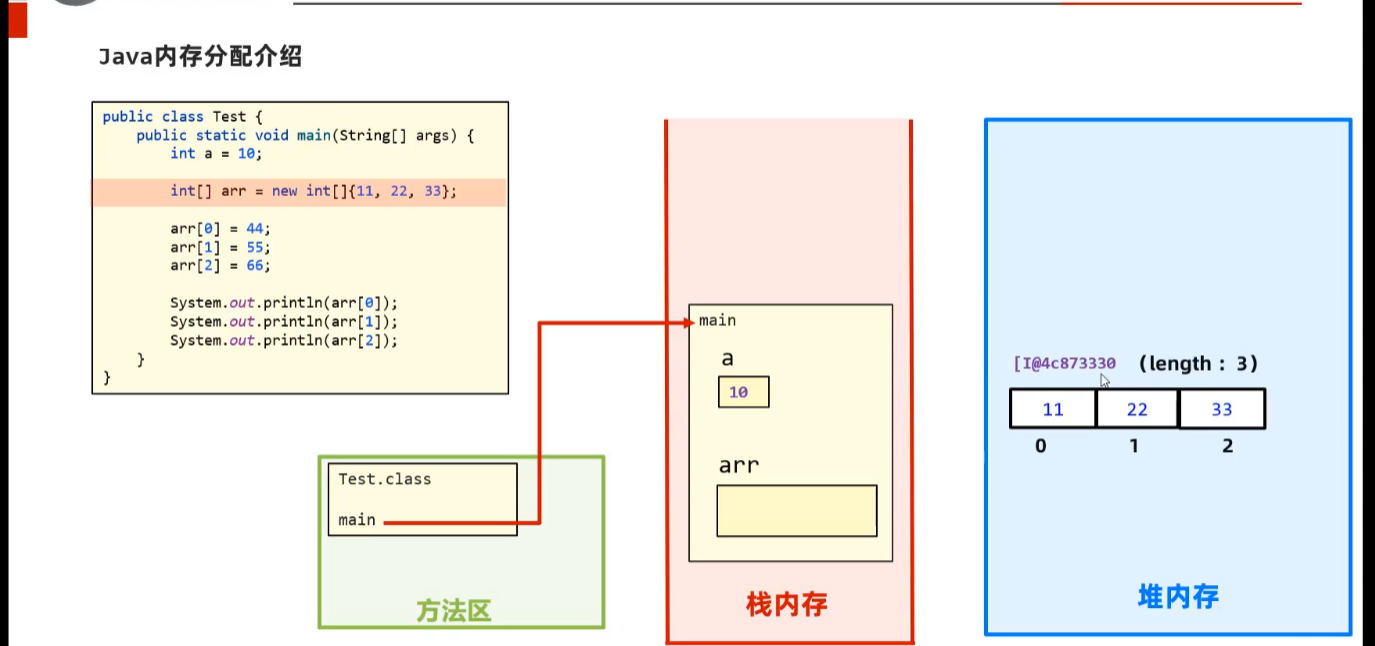 Java内存分配介绍
public class Test {
public static void main(String[] args) {
int a = 10;
int[] arr = new int[]{11, 22, 33};
arr[0] = 44;
arr[1] = 55;
arr[2] = 66;
System.out.println(arr[0]);
System.out.println(arr[1]);
System.out.println(arr[2]);
}
}
Test.class
main
方法区
main
a
10
arr
栈内存
[I@4c873330 (length : 3)
11 22 33
0 1 2
堆内存